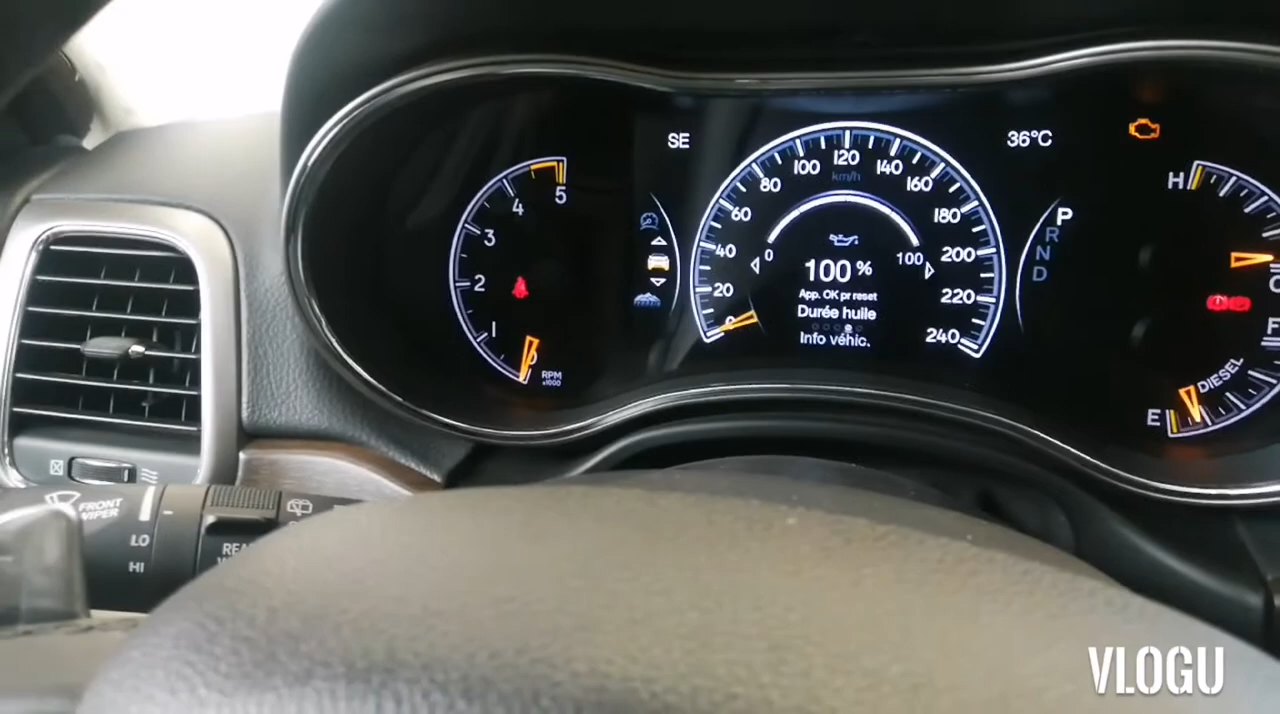 SE
36°C
5
4
3
2
1
0
RPM
x1000
0
20
40
60
80
100
120
140
160
180
200
220
240
km/h
0
100
100 %
App. OK pr reset
Durée huile
Info véhic.
P
R
N
D
H
C
F
DIESEL
E
FRONT
WIPER
LO
HI
VLOGU